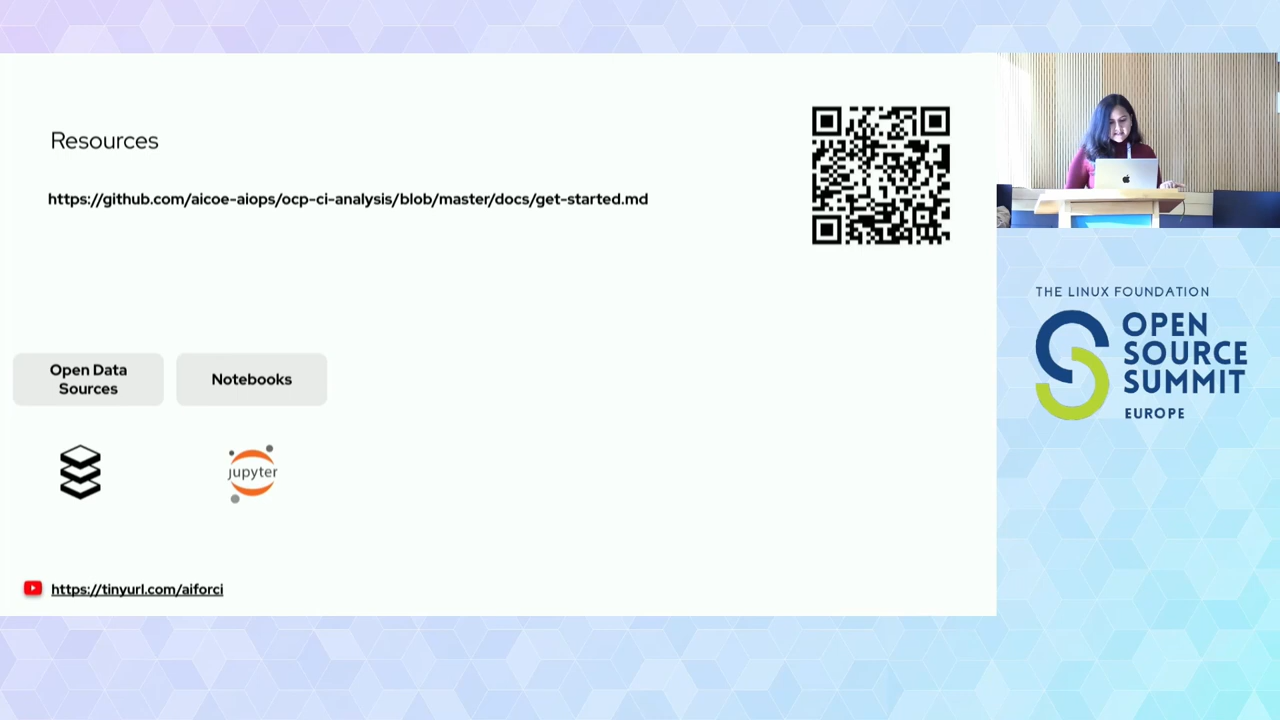 Resources
https://github.com/aicoe-aiops/ocp-ci-analysis/blob/master/docs/get-started.md
Open Data
Sources
Notebooks
jupyter
https://tinyurl.com/aiforci
THE LINUX FOUNDATION
OPEN
SOURCE
SUMMIT
EUROPE